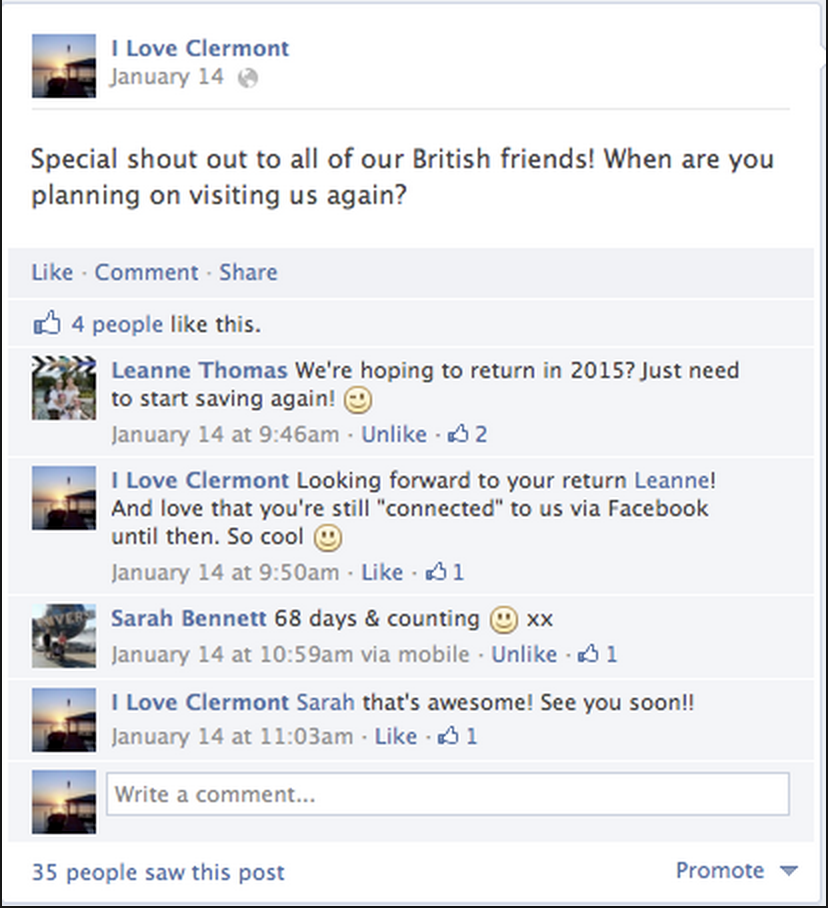 I Love Clermont
January 14
Special shout out to all of our British friends! When are you
planning on visiting us again?
Like · Comment · Share
4 people like this.
Leanne Thomas We're hoping to return in 2015? Just need
to start saving again!
January 14 at 9:46am · Unlike · 2
I Love Clermont Looking forward to your return Leanne!
And love that you're still "connected" to us via Facebook
until then. So cool
January 14 at 9:50am · Like · 1
Sarah Bennett 68 days & counting xx
January 14 at 10:59am via mobile · Unlike · 1
I Love Clermont Sarah that's awesome! See you soon!!
January 14 at 11:03am · Like · 1
Write a comment...
35 people saw this post
Promote